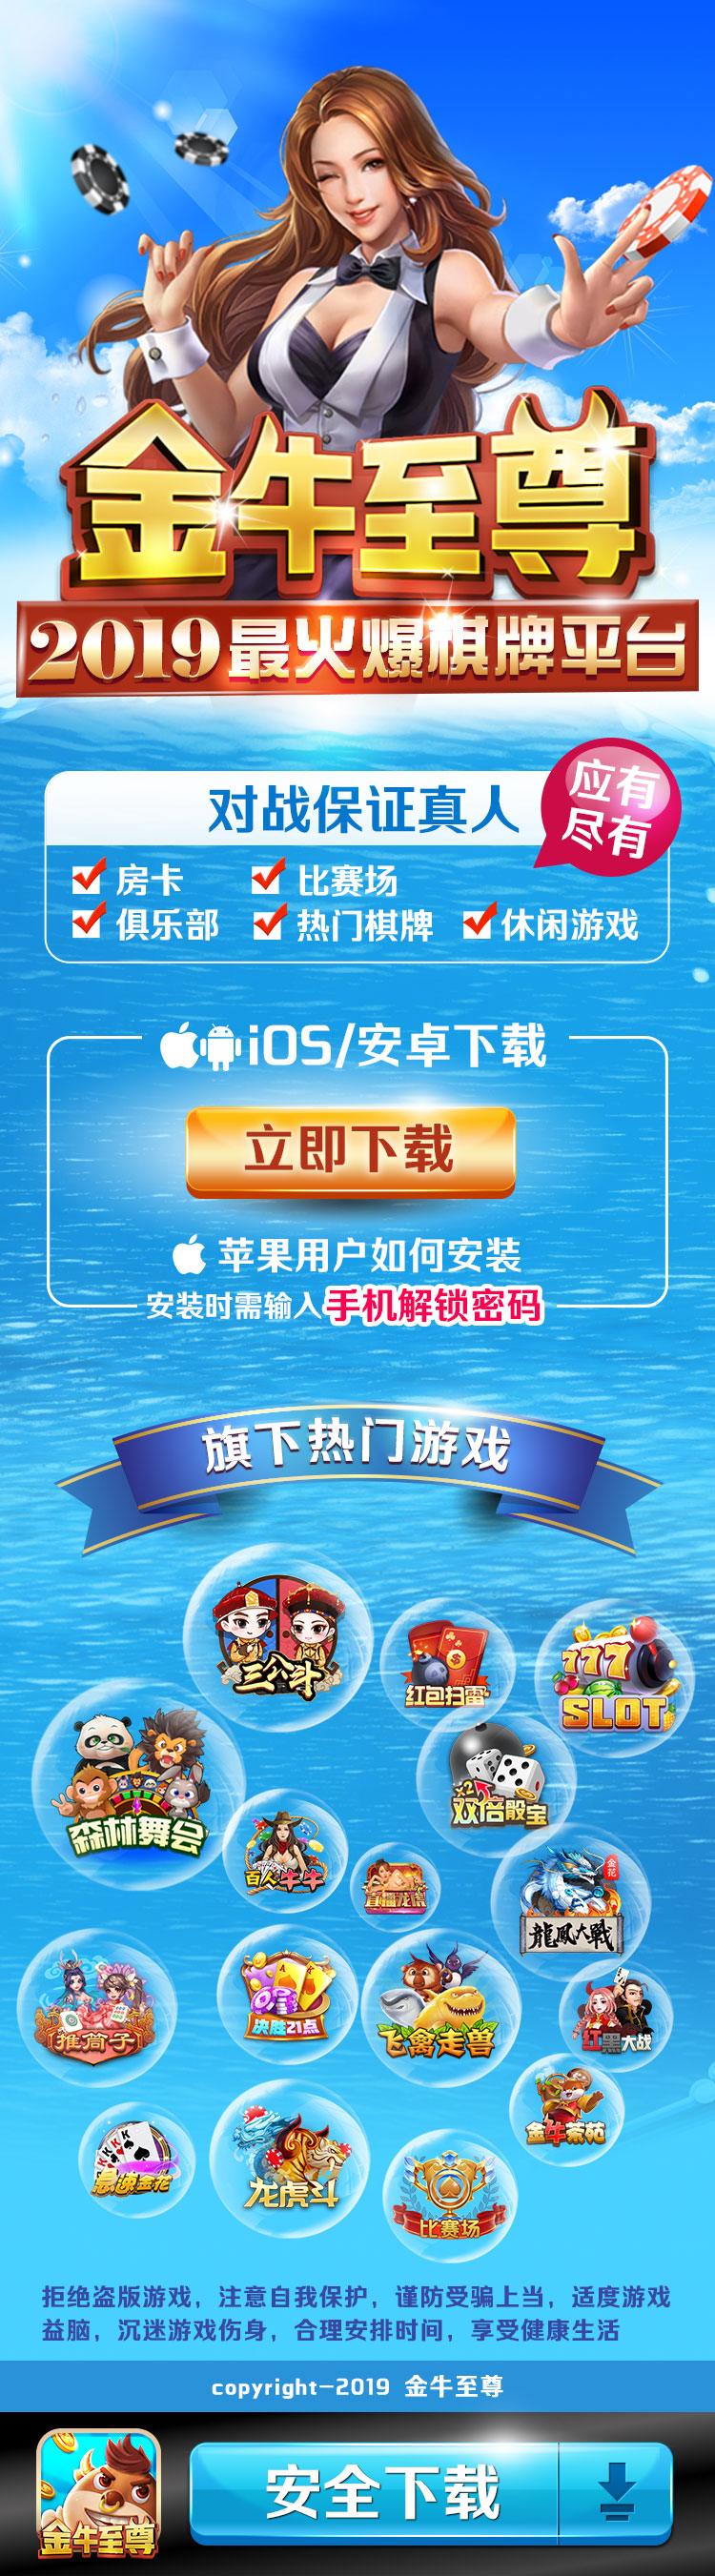 金牛至尊
2019最火爆棋牌平台
对战保证真人
应有
尽有
房卡 比赛场
俱乐部 热门棋牌 休闲游戏
iOS/安卓下载
立即下载
苹果用户如何安装
安装时需输入手机解锁密码
旗下热门游戏
三公斗
红包扫雷
777
SLOT
森林舞会
x2
双倍骰宝
百人牛牛
直播龙虎
金花
龍鳳大戰
推筒子
决胜21点
飞禽走兽
红黑大战
金牛菜苑
急速金花
龙虎斗
比赛场
拒绝盗版游戏，注意自我保护，谨防受骗上当，适度游戏
益脑，沉迷游戏伤身，合理安排时间，享受健康生活
copyright-2019 金牛至尊
金牛至尊
安全下载